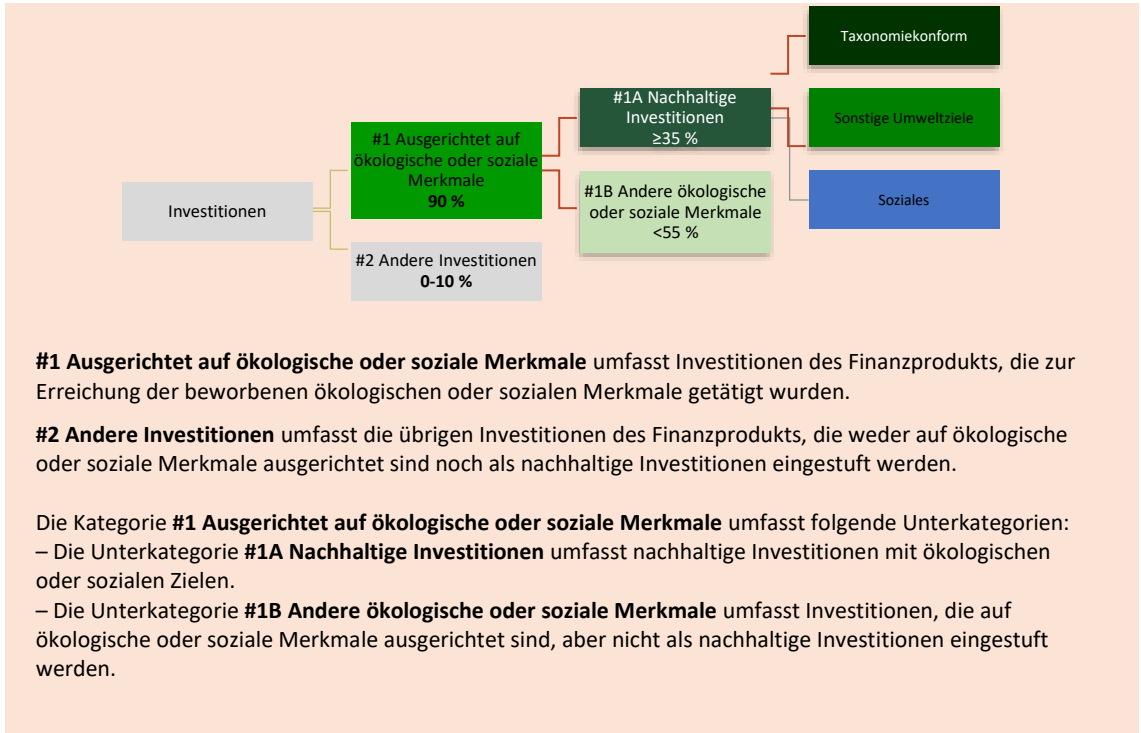 Taxonomiekonform
#1A Nachhaltige
Investitionen
≥35 %
Sonstige Umweltziele
#1 Ausgerichtet auf
ökologische oder soziale
Merkmale
90 %
#1B Andere ökologische
oder soziale Merkmale
<55 %
Soziales
Investitionen
#2 Andere Investitionen
0-10 %
#1 Ausgerichtet auf ökologische oder soziale Merkmale umfasst Investitionen des Finanzprodukts, die zur
Erreichung der beworbenen ökologischen oder sozialen Merkmale getätigt wurden.
#2 Andere Investitionen umfasst die übrigen Investitionen des Finanzprodukts, die weder auf ökologische
oder soziale Merkmale ausgerichtet sind noch als nachhaltige Investitionen eingestuft werden.
Die Kategorie #1 Ausgerichtet auf ökologische oder soziale Merkmale umfasst folgende Unterkategorien:
– Die Unterkategorie #1A Nachhaltige Investitionen umfasst nachhaltige Investitionen mit ökologischen
oder sozialen Zielen.
– Die Unterkategorie #1B Andere ökologische oder soziale Merkmale umfasst Investitionen, die auf
ökologische oder soziale Merkmale ausgerichtet sind, aber nicht als nachhaltige Investitionen eingestuft
werden.